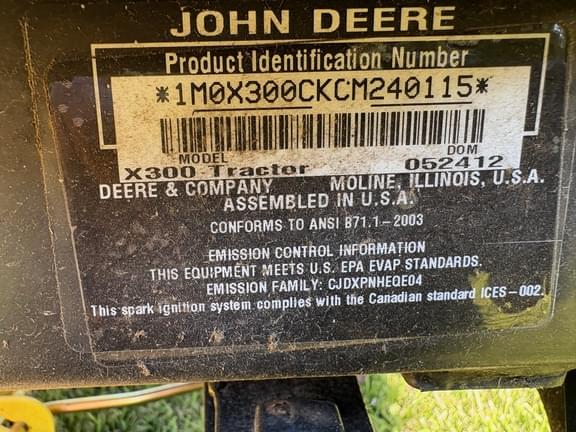 JOHN DEERE
Product Identification Number
*1M0X300CKCM240115*
MODEL DOM
X300 Tractor 052412
DEERE & COMPANY MOLINE, ILLINOIS, U.S.A.
ASSEMBLED IN U.S.A.
CONFORMS TO ANSI B71.1-2003
EMISSION CONTROL INFORMATION
THIS EQUIPMENT MEETS U.S. EPA EVAP STANDARDS.
EMISSION FAMILY: CJDXPNHEQE04
This spark ignition system complies with the Canadian standard ICES-002.